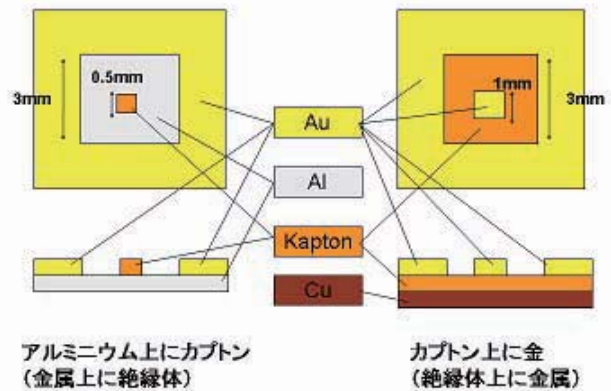 0.5mm
3mm
1mm
3mm
Au
Al
Kapton
Cu
アルミニウム上にカプトン
(金属上に絶縁体)
カプトン上に金
(絶縁体上に金属)